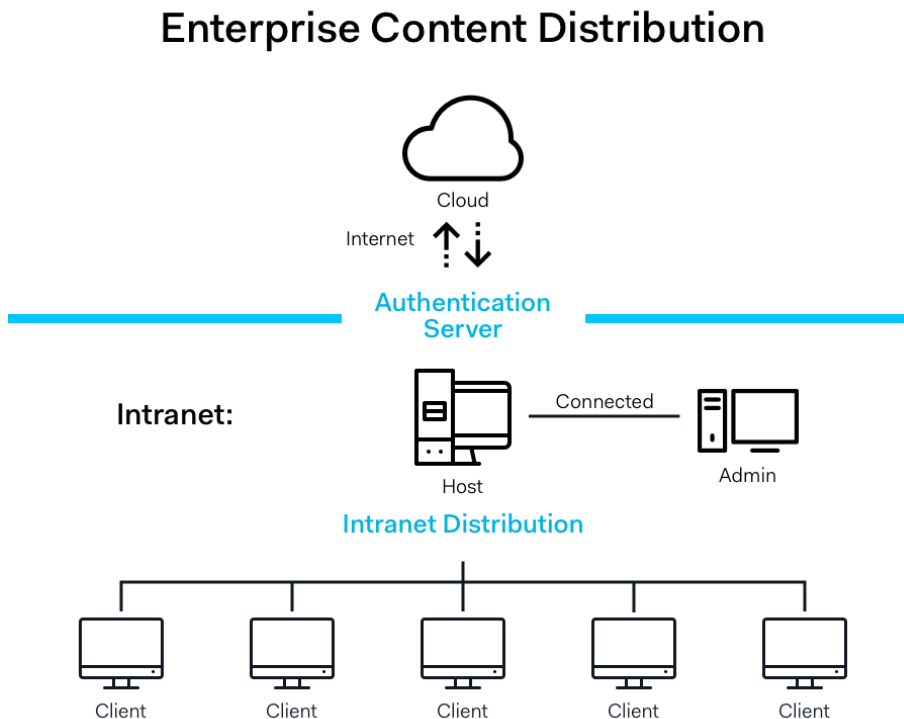 Enterprise Content Distribution
Cloud
Internet
Authentication
Server
Intranet:
Connected
Host
Admin
Intranet Distribution
Client
Client
Client
Client
Client